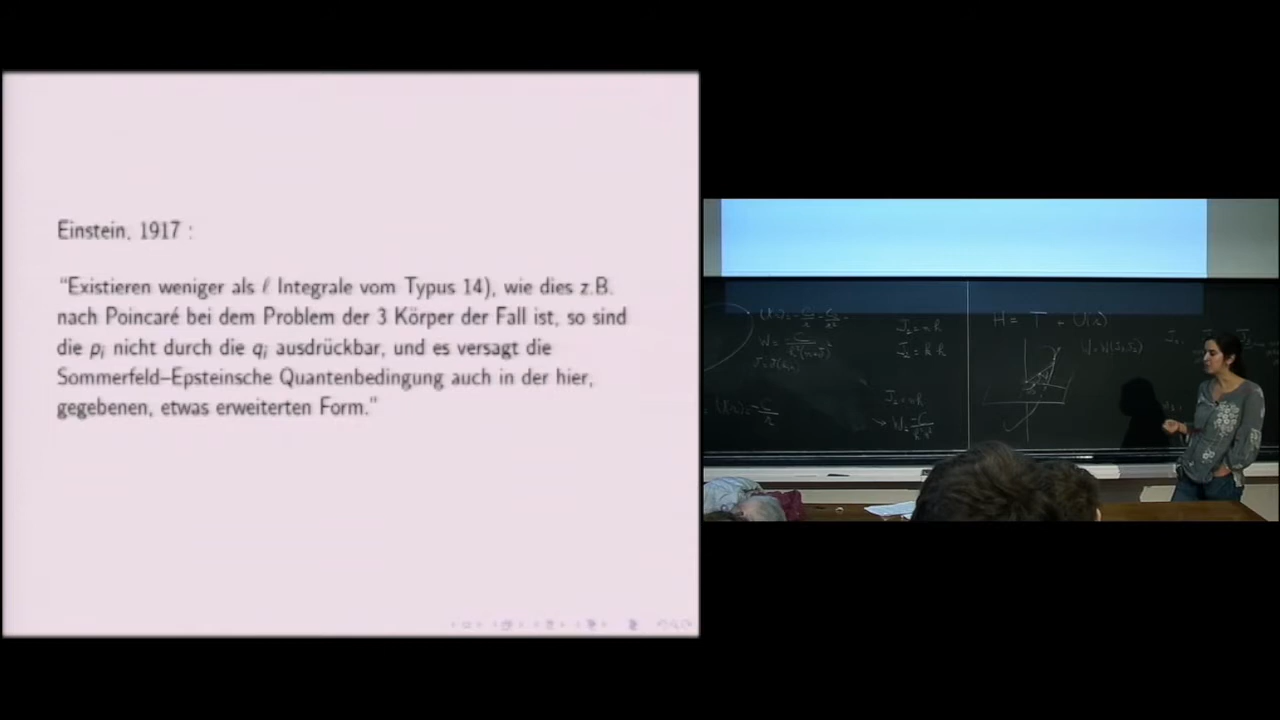 Einstein, 1917 :
“Existieren weniger als ℓ Integrale vom Typus 14), wie dies z.B.
nach Poincaré bei dem Problem der 3 Körper der Fall ist, so sind
die pᵢ nicht durch die qᵢ ausdrückbar, und es versagt die
Sommerfeld–Epsteinsche Quantenbedingung auch in der hier,
gegebenen, etwas erweiterten Form.”
H = T + U(r)